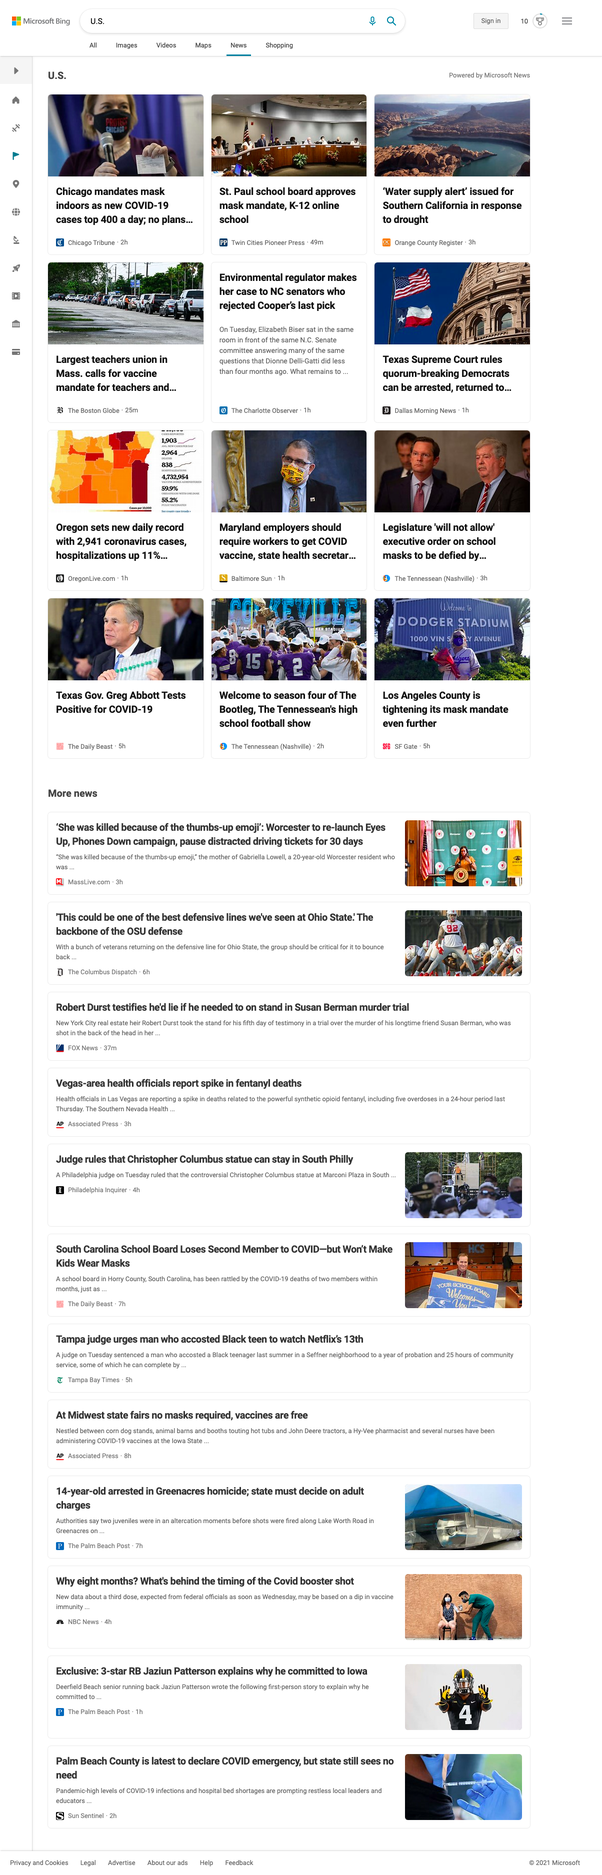 Microsoft Bing
U.S.
Sign in
10
All Images Videos Maps News Shopping
U.S.
Powered by Microsoft News
CHICAGO
Chicago mandates mask
indoors as new COVID-19
cases top 400 a day; no plans...
Chicago Tribune · 2h
St. Paul school board approves
mask mandate, K-12 online
school
Twin Cities Pioneer Press · 49m
'Water supply alert' issued for
Southern California in response
to drought
Orange County Register · 3h
Largest teachers union in
Mass. calls for vaccine
mandate for teachers and...
The Boston Globe · 25m
Environmental regulator makes
her case to NC senators who
rejected Cooper's last pick
On Tuesday, Elizabeth Biser sat in the same
room in front of the same N.C. Senate
committee answering many of the same
questions that Dionne Delli-Gatti did less
than four months ago. What remains to ...
The Charlotte Observer · 1h
Texas Supreme Court rules
quorum-breaking Democrats
can be arrested, returned to...
Dallas Morning News · 1h
1,903
2,964
838
4,732,954
59.9%
55.2%
Oregon sets new daily record
with 2,941 coronavirus cases,
hospitalizations up 11%...
OregonLive.com · 1h
Maryland employers should
require workers to get COVID
vaccine, state health secretar...
Baltimore Sun · 1h
Legislature 'will not allow'
executive order on school
masks to be defied by...
The Tennessean (Nashville) · 3h
Texas Gov. Greg Abbott Tests
Positive for COVID-19
The Daily Beast · 5h
15
2
Welcome to season four of The
Bootleg, The Tennessean's high
school football show
The Tennessean (Nashville) · 2h
Welcome to
DODGER STADIUM
1000 VIN S AVENUE
Los Angeles County is
tightening its mask mandate
even further
SF Gate · 5h
More news
'She was killed because of the thumbs-up emoji': Worcester to re-launch Eyes
Up, Phones Down campaign, pause distracted driving tickets for 30 days
"She was killed because of the thumbs-up emoji," the mother of Gabriella Lowell, a 20-year-old Worcester resident who
was ...
MassLive.com · 3h
'This could be one of the best defensive lines we've seen at Ohio State.' The
backbone of the OSU defense
With a bunch of veterans returning on the defensive line for Ohio State, the group should be critical for it to bounce
back ...
The Columbus Dispatch · 6h
Robert Durst testifies he'd lie if he needed to on stand in Susan Berman murder trial
New York City real estate heir Robert Durst took the stand for his fifth day of testimony in a trial over the murder of his longtime friend Susan Berman, who was
shot in the back of the head in her ...
FOX News · 37m
Vegas-area health officials report spike in fentanyl deaths
Health officials in Las Vegas are reporting a spike in deaths related to the powerful synthetic opioid fentanyl, including five overdoses in a 24-hour period last
Thursday. The Southern Nevada Health ...
AP Associated Press · 3h
Judge rules that Christopher Columbus statue can stay in South Philly
A Philadelphia judge on Tuesday ruled that the controversial Christopher Columbus statue at Marconi Plaza in South ...
Philadelphia Inquirer · 4h
South Carolina School Board Loses Second Member to COVID—but Won't Make
Kids Wear Masks
A school board in Horry County, South Carolina, has been rattled by the COVID-19 deaths of two members within
months, just as ...
The Daily Beast · 7h
HCS
YOUR SCHOOL BOARD
Welcomes You
Tampa judge urges man who accosted Black teen to watch Netflix's 13th
A judge on Tuesday sentenced a man who accosted a Black teenager last summer in a Seffner neighborhood to a year of probation and 25 hours of community
service, some of which he can complete by ...
Tampa Bay Times · 5h
At Midwest state fairs no masks required, vaccines are free
Nestled between corn dog stands, animal barns and booths touting hot tubs and John Deere tractors, a Hy-Vee pharmacist and several nurses have been
administering COVID-19 vaccines at the Iowa State ...
AP Associated Press · 8h
14-year-old arrested in Greenacres homicide; state must decide on adult
charges
Authorities say two juveniles were in an altercation moments before shots were fired along Lake Worth Road in
Greenacres on ...
The Palm Beach Post · 7h
Why eight months? What's behind the timing of the Covid booster shot
New data about a third dose, expected from federal officials as soon as Wednesday, may be based on a dip in vaccine
immunity ...
NBC News · 4h
Exclusive: 3-star RB Jaziun Patterson explains why he committed to Iowa
Deerfield Beach senior running back Jaziun Patterson wrote the following first-person story to explain why he
committed to ...
The Palm Beach Post · 1h
4
Palm Beach County is latest to declare COVID emergency, but state still sees no
need
Pandemic-high levels of COVID-19 infections and hospital bed shortages are prompting restless local leaders and
educators ...
Sun Sentinel · 2h
Privacy and Cookies Legal Advertise About our ads Help Feedback © 2021 Microsoft